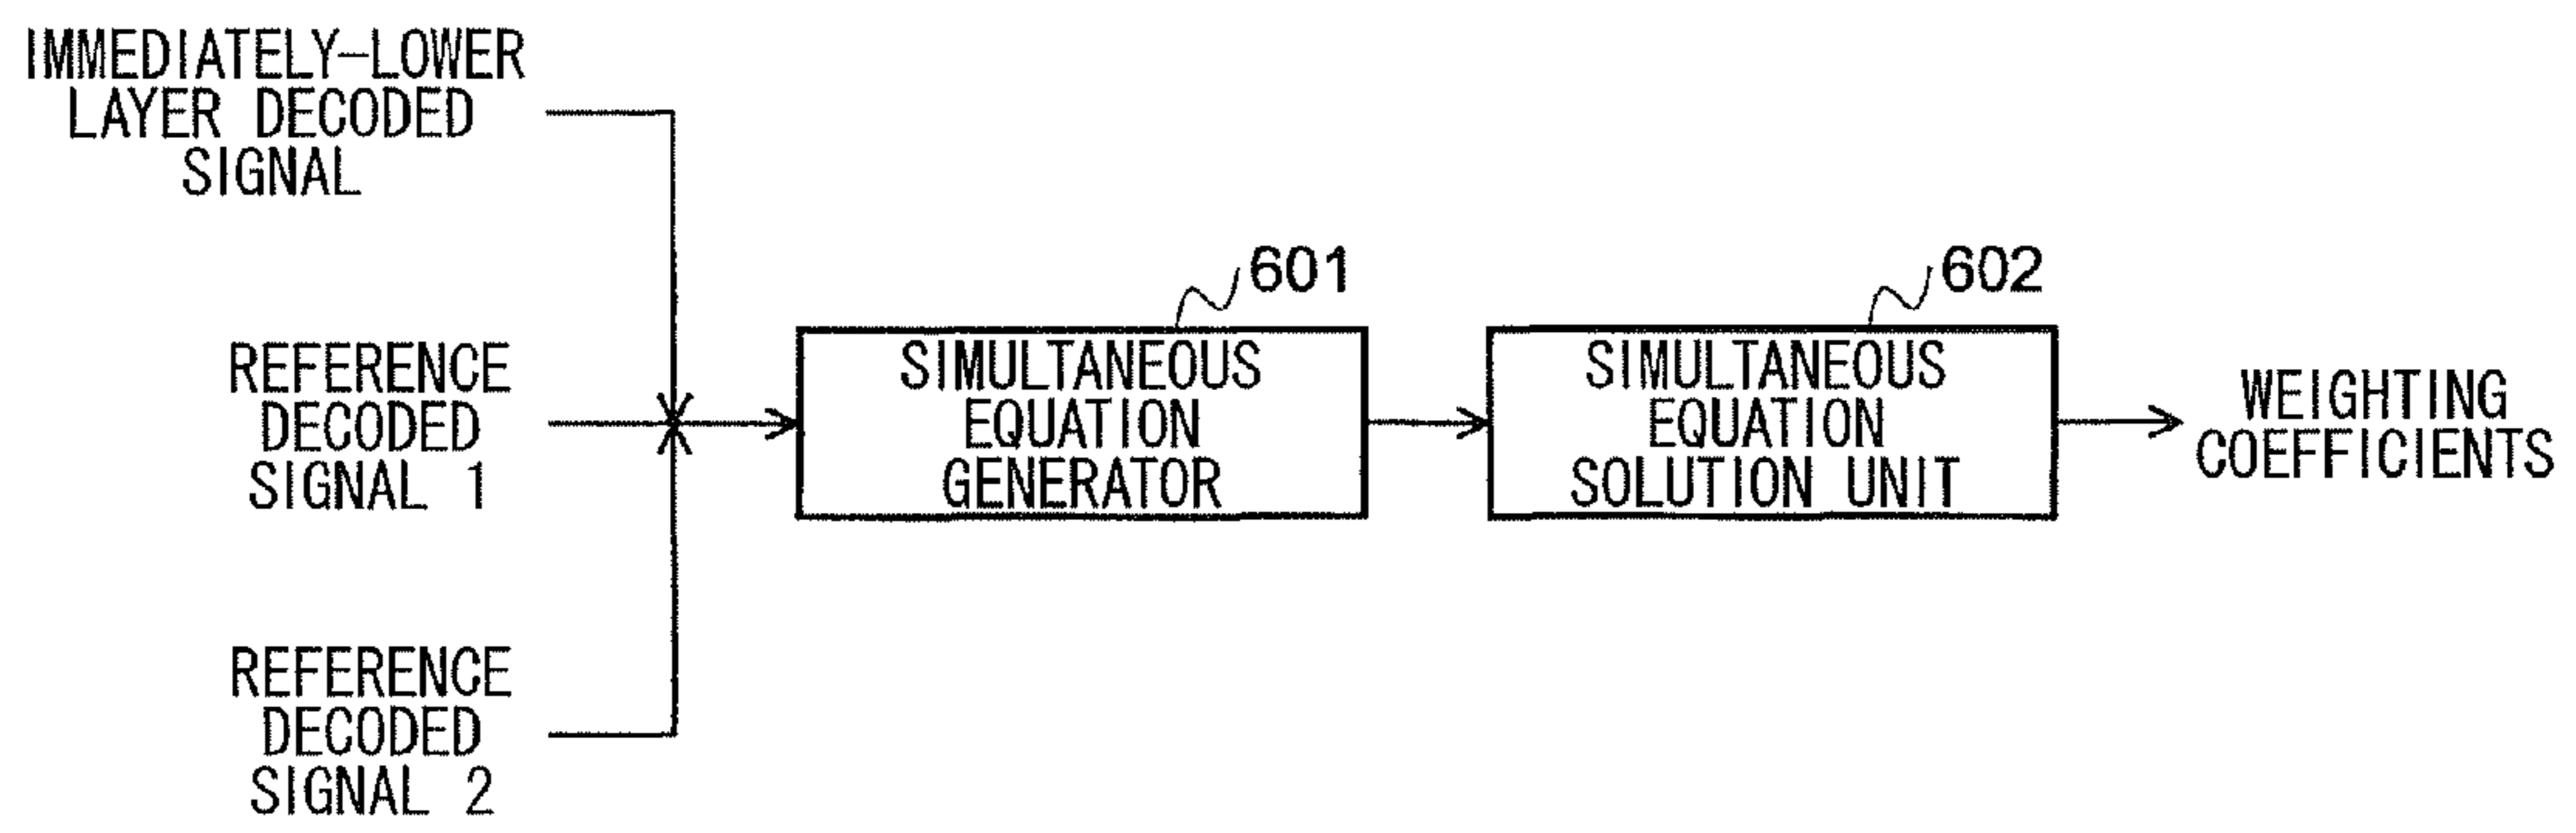 IMMEDIATELY-LOWER
LAYER DECODED
SIGNAL
REFERENCE
DECODED
SIGNAL 1
REFERENCE
DECODED
SIGNAL 2
601
SIMULTANEOUS
EQUATION
GENERATOR
602
SIMULTANEOUS
EQUATION
SOLUTION UNIT
WEIGHTING
COEFFICIENTS